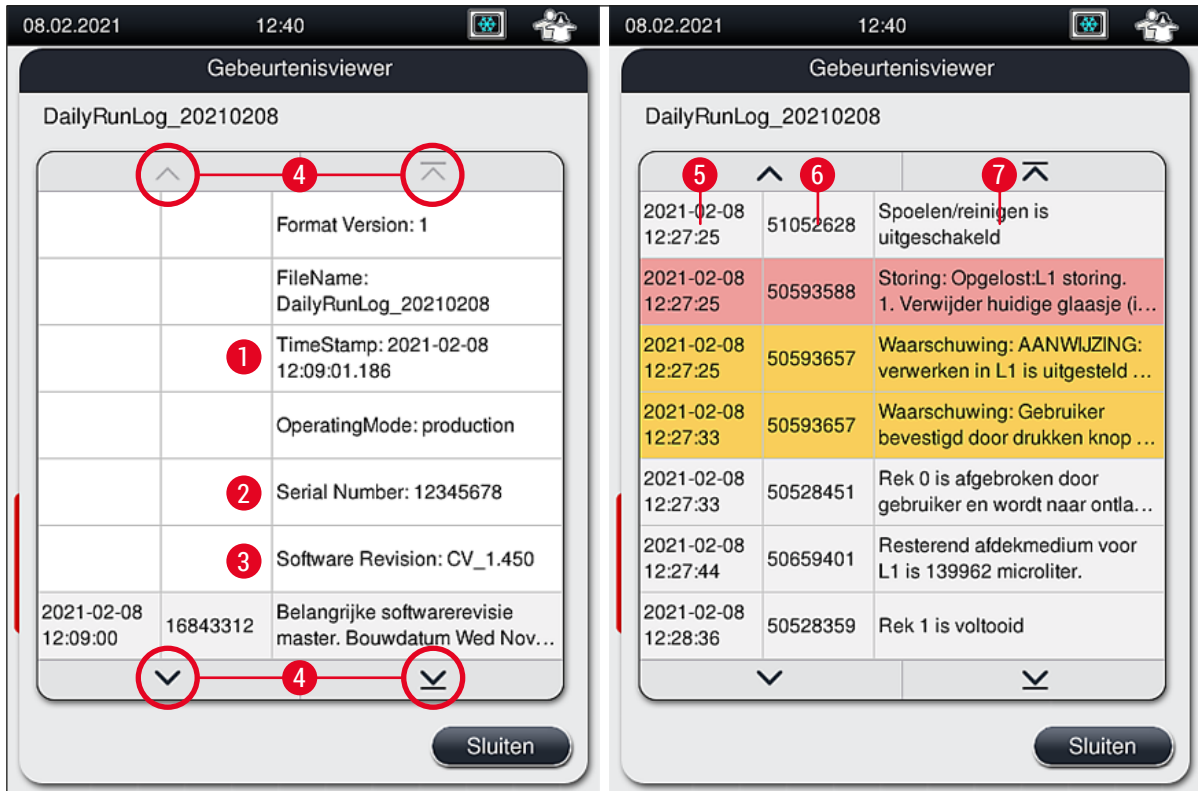 08.02.2021 12:40
Gebeurtenisviewer
DailyRunLog_20210208
4
Format Version: 1
FileName:
DailyRunLog_20210208
1
TimeStamp: 2021-02-08
12:09:01.186
OperatingMode: production
2
Serial Number: 12345678
3
Software Revision: CV_1.450
2021-02-08
12:09:00
16843312
Belangrijke softwarerevisie
master. Bouwdatum Wed Nov…
4
Sluiten
08.02.2021 12:40
Gebeurtenisviewer
DailyRunLog_20210208
5 6 7
2021-02-08
12:27:25
51052628
Spoelen/reinigen is
uitgeschakeld
2021-02-08
12:27:25
50593588
Storing: Opgelost:L1 storing.
1. Verwijder huidige glaasje (i…
2021-02-08
12:27:25
50593657
Waarschuwing: AANWIJZING:
verwerken in L1 is uitgesteld …
2021-02-08
12:27:33
50593657
Waarschuwing: Gebruiker
bevestigd door drukken knop …
2021-02-08
12:27:33
50528451
Rek 0 is afgebroken door
gebruiker en wordt naar ontla…
2021-02-08
12:27:44
50659401
Resterend afdekmedium voor
L1 is 139962 microliter.
2021-02-08
12:28:36
50528359
Rek 1 is voltooid
Sluiten